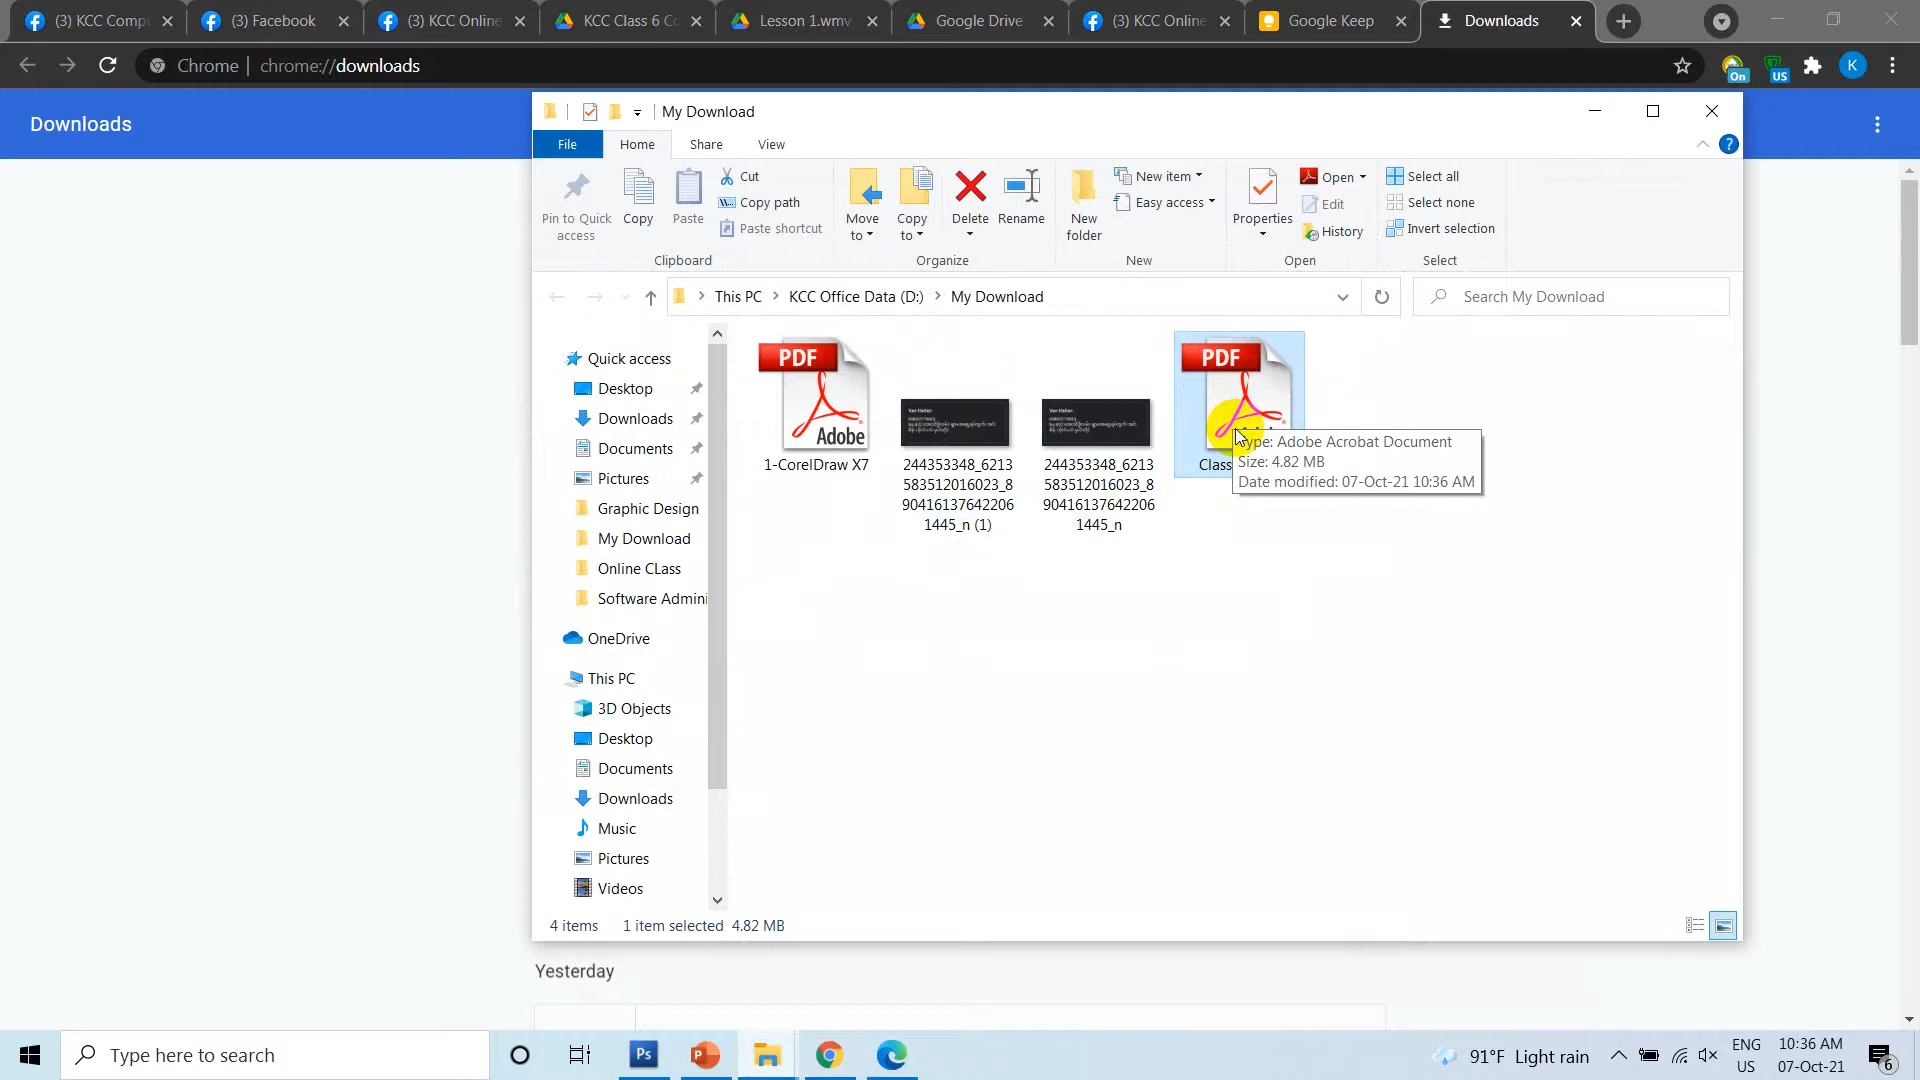 (3) KCC Compu
(3) Facebook
(3) KCC Online
KCC Class 6 Co
Lesson 1.wmv
Google Drive
(3) KCC Online
Google Keep
Downloads
Chrome | chrome://downloads
On
US
K
Downloads
My Download
File Home Share View
Pin to Quick access
Copy
Paste
Cut
Copy path
Paste shortcut
Move to
Copy to
Delete
Rename
New folder
New item
Easy access
Properties
Open
Edit
History
Select all
Select none
Invert selection
Clipboard
Organize
New
Open
Select
This PC > KCC Office Data (D:) > My Download
Search My Download
Quick access
Desktop
Downloads
Documents
Pictures
Graphic Design
My Download
Online CLass
Software Admini
OneDrive
This PC
3D Objects
Desktop
Documents
Downloads
Music
Pictures
Videos
PDF
Adobe
1-CorelDraw X7
244353348_6213
583512016023_8
90416137642206
1445_n (1)
244353348_6213
583512016023_8
90416137642206
1445_n
PDF
Class
Type: Adobe Acrobat Document
Size: 4.82 MB
Date modified: 07-Oct-21 10:36 AM
4 items 1 item selected 4.82 MB
Yesterday
Type here to search
Ps
P
91°F Light rain
ENG
US
10:36 AM
07-Oct-21
6